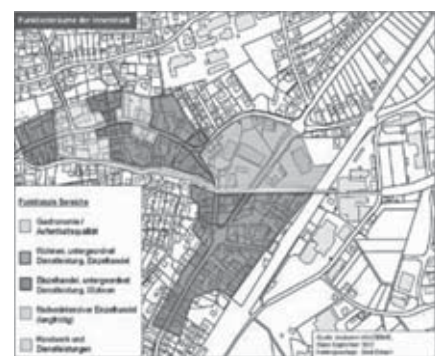 Funktionsräume der Innenstadt
Funktionale Bereiche
Gastronomie /
Aufenthaltsqualität
Wohnen, untergeordnet
Dienstleistung, Einzelhandel
Einzelhandel, untergeordnet
Dienstleistung, Wohnen
Flächenintensiver Einzelhandel
Handwerk und
Dienstleistungen